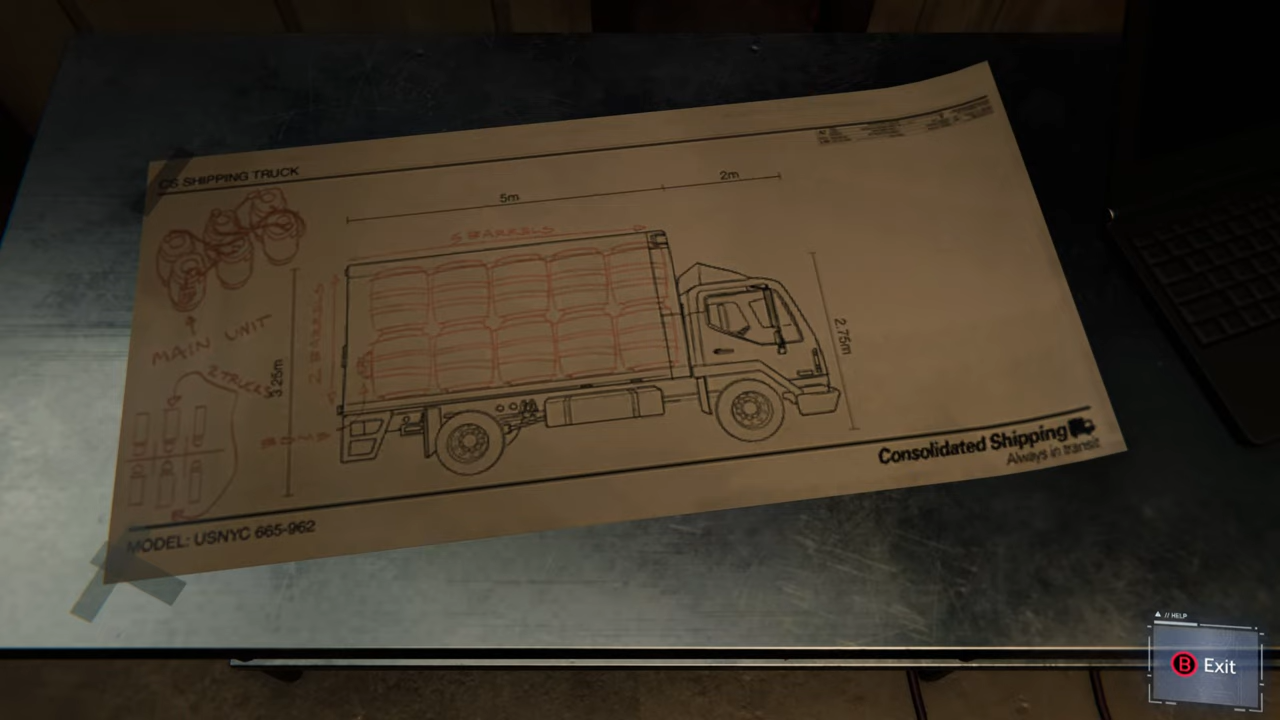 CS SHIPPING TRUCK
5m
2m
5 BARRELS
2 BARRELS
MAIN UNIT
2 TRUCKS
3.25m
2.75m
Consolidated Shipping
Always in transit
MODEL: USNYC 665-962
// HELP
B Exit